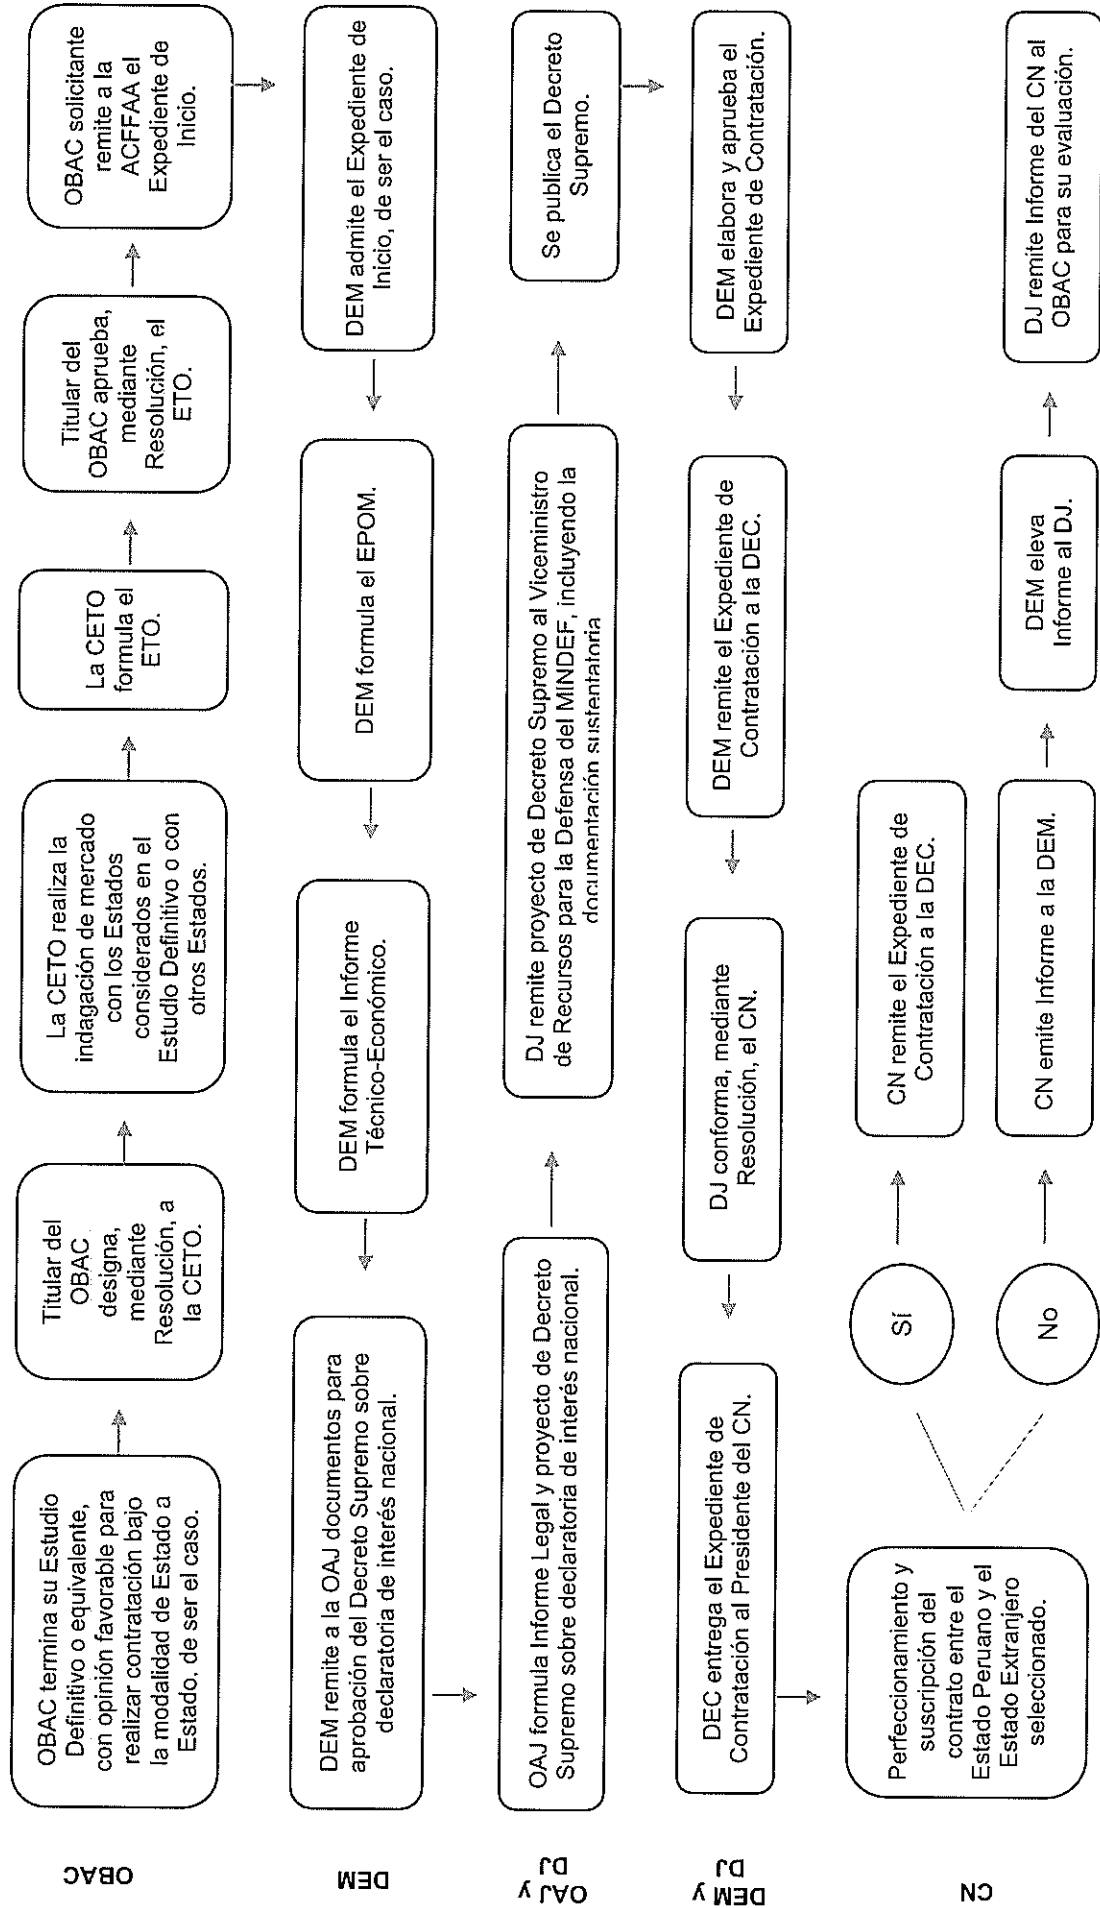 OBAC
OBAC termina su Estudio
Definitivo o equivalente,
con opinión favorable para
realizar contratación bajo
la modalidad de Estado a
Estado, de ser el caso.
Titular del
OBAC
designa,
mediante
Resolución, a
la CETO.
La CETO realiza la
indagación de mercado
con los Estados
considerados en el
Estudio Definitivo o con
otros Estados.
La CETO
formula el
ETO.
Titular del
OBAC aprueba,
mediante
Resolución, el
ETO.
OBAC solicitante
remite a la
ACFFAA el
Expediente de
Inicio.
DEM
DEM admite el Expediente de
Inicio, de ser el caso.
DEM formula el EPOM.
DEM formula el Informe
Técnico-Económico.
DEM remite a la OAJ documentos para
aprobación del Decreto Supremo sobre
declaratoria de interés nacional.
OAJ y
DJ
OAJ formula Informe Legal y proyecto de Decreto
Supremo sobre declaratoria de interés nacional.
DJ remite proyecto de Decreto Supremo al Viceministro
de Recursos para la Defensa del MINDEF, incluyendo la
documentación sustentatoria
Se publica el Decreto
Supremo.
DEM y
DJ
DEM elabora y aprueba el
Expediente de Contratación.
DEM remite el Expediente de
Contratación a la DEC.
DJ conforma, mediante
Resolución, el CN.
DEC entrega el Expediente de
Contratación al Presidente del CN.
CN
Perfeccionamiento y
suscripción del
contrato entre el
Estado Peruano y el
Estado Extranjero
seleccionado.
Sí
CN remite el Expediente de
Contratación a la DEC.
No
CN emite Informe a la DEM.
DEM eleva
Informe al DJ.
DJ remite Informe del CN al
OBAC para su evaluación.